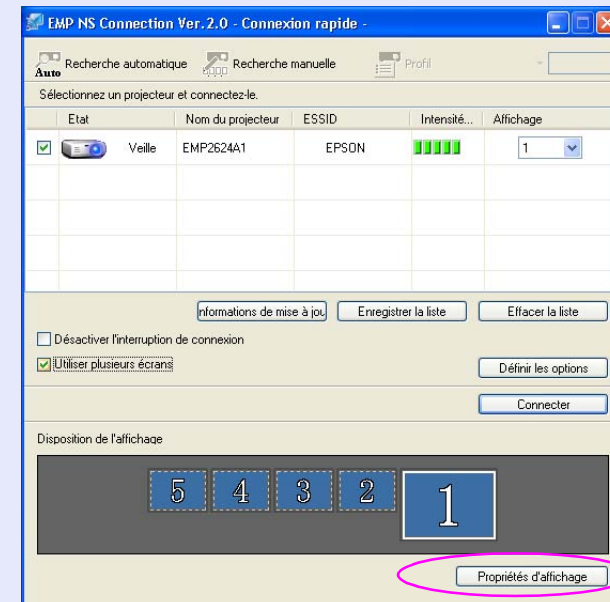 EMP NS Connection Ver. 2.0 - Connexion rapide -
Auto Recherche automatique Recherche manuelle Profil
Sélectionnez un projecteur et connectez-le.
Etat Nom du projecteur ESSID Intensité... Affichage
Veille EMP2624A1 EPSON 1
nformations de mise à jou Enregistrer la liste Effacer la liste
Désactiver l'interruption de connexion
Utiliser plusieurs écrans
Définir les options
Connecter
Disposition de l'affichage
5 4 3 2 1
Propriétés d'affichage